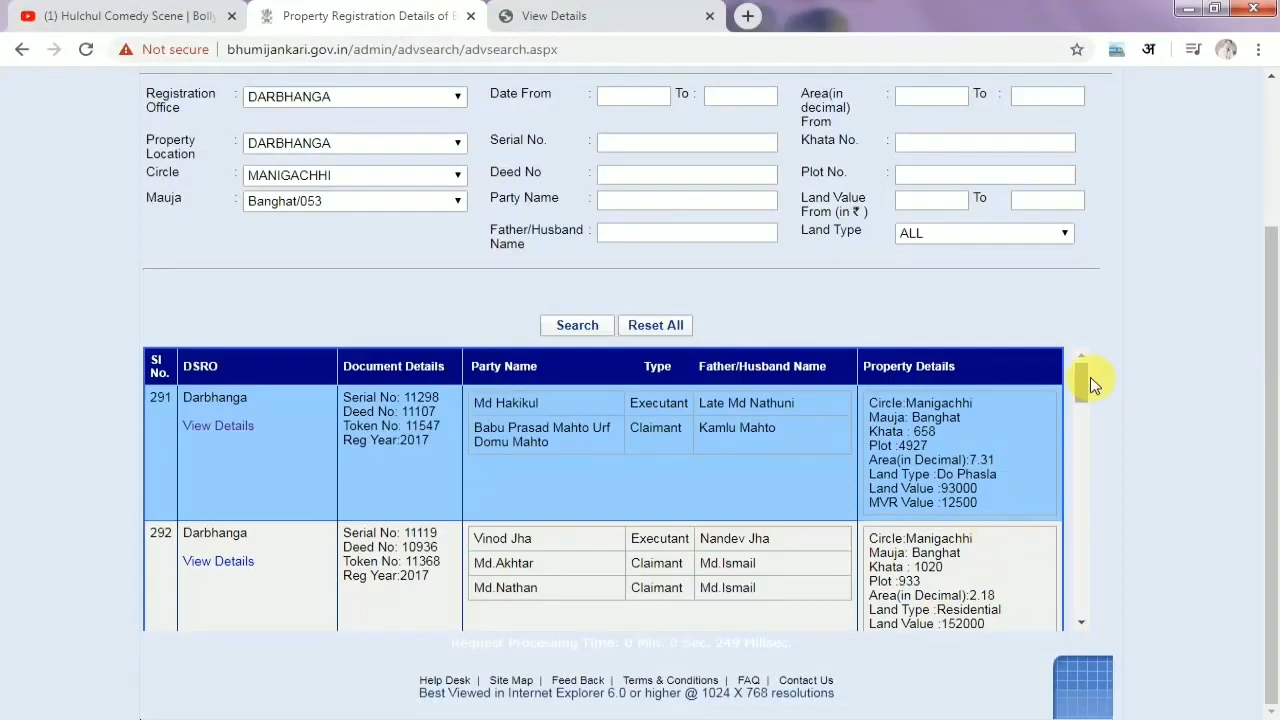 (1) Hulchul Comedy Scene | Bolly
Property Registration Details of B
View Details
Not secure
bhumijankari.gov.in/admin/advsearch/advsearch.aspx
अ
Registration Office : DARBHANGA Date From : To : Area(in decimal) From : To :
Property Location : DARBHANGA Serial No. : Khata No. :
Circle : MANIGACHHI Deed No : Plot No. :
Mauja : Banghat/053 Party Name : Land Value From (in ₹ ) : To
Father/Husband Name : Land Type ALL
Search Reset All
Sl No. DSRO Document Details Party Name Type Father/Husband Name Property Details
291 Darbhanga
View Details
Serial No: 11298
Deed No: 11107
Token No: 11547
Reg Year:2017
Md Hakikul Executant Late Md Nathuni
Babu Prasad Mahto Urf Domu Mahto Claimant Kamlu Mahto
Circle:Manigachhi
Mauja: Banghat
Khata : 658
Plot :4927
Area(in Decimal):7.31
Land Type :Do Phasla
Land Value :93000
MVR Value :12500
292 Darbhanga
View Details
Serial No: 11119
Deed No: 10936
Token No: 11368
Reg Year:2017
Vinod Jha Executant Nandev Jha
Md.Akhtar Claimant Md.Ismail
Md.Nathan Claimant Md.Ismail
Circle:Manigachhi
Mauja: Banghat
Khata : 1020
Plot :933
Area(in Decimal):2.18
Land Type :Residential
Land Value :152000
Request Processing Time: 0 Min. 0 Sec. 249 Millsec.
Help Desk | Site Map | Feed Back | Terms & Conditions | FAQ | Contact Us
Best Viewed in Internet Explorer 6.0 or higher @ 1024 X 768 resolutions